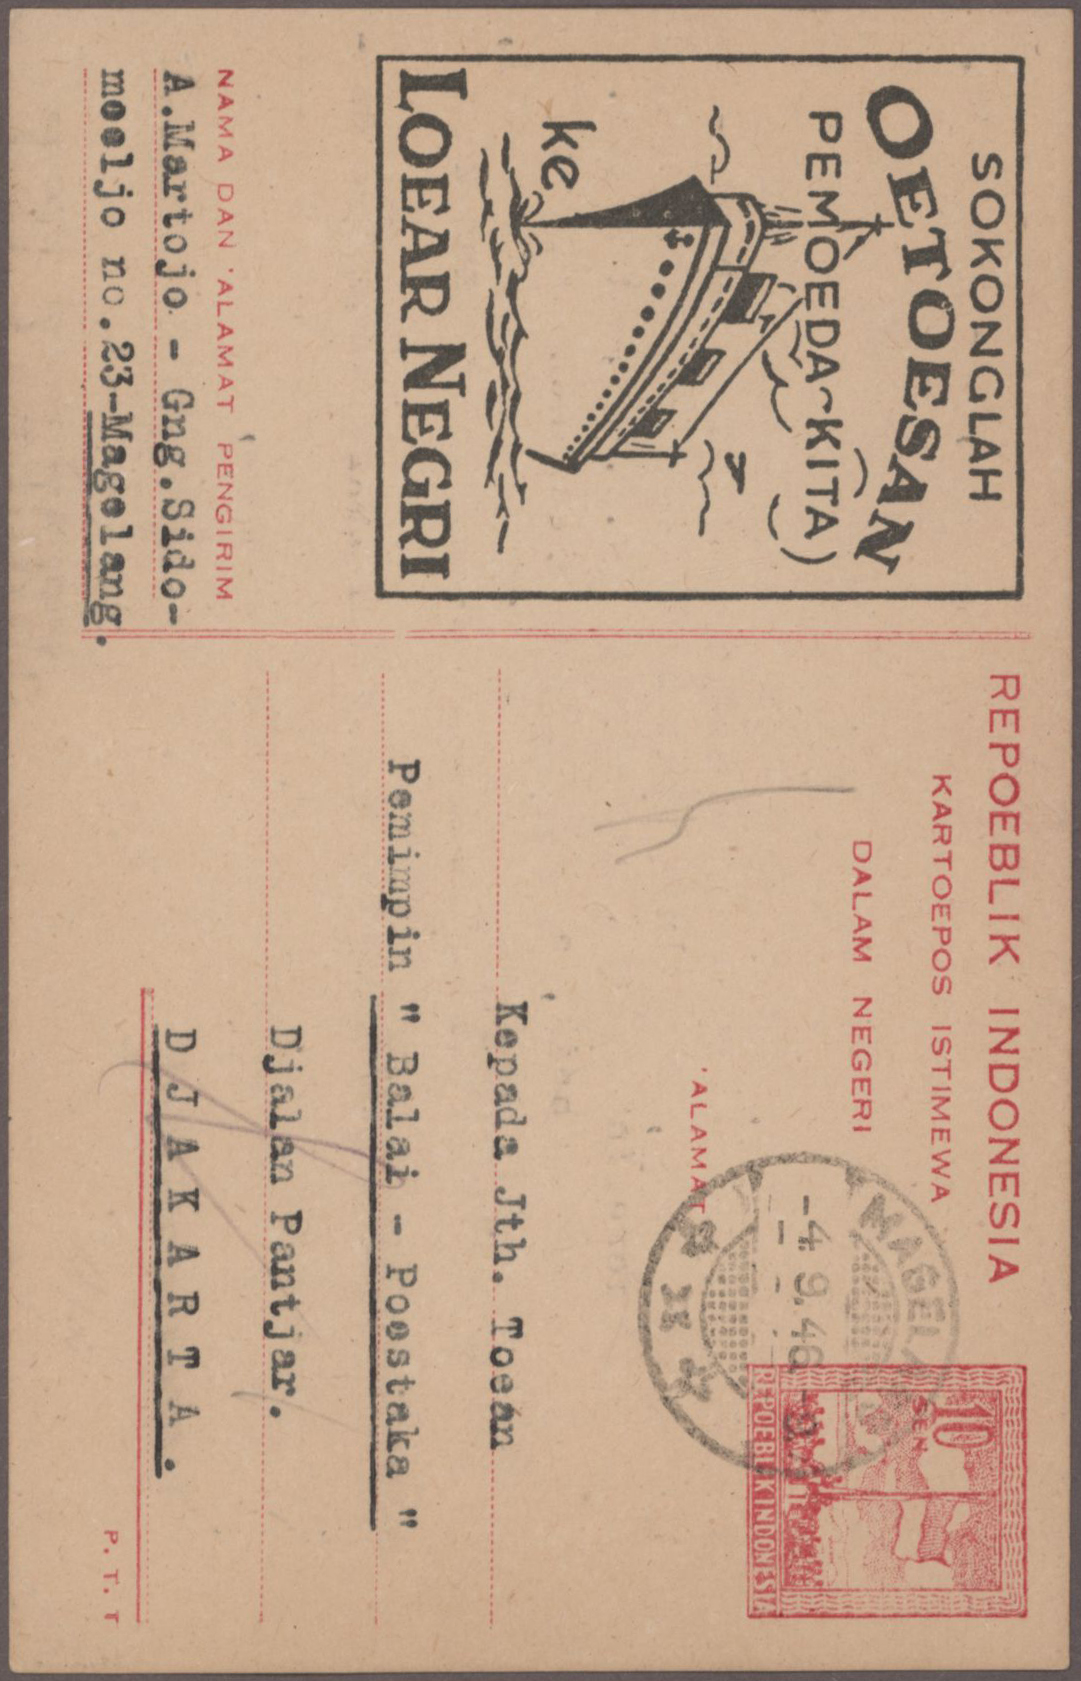 SOKONGLAH
OETOESAN
PEMOEDA KITA)
ke
LOEAR NEGRI
NAMA DAN 'ALAMAT PENGIRIM
A.Martojo - Gng.Sido-
moeljo no.23-Magelang.
REPOEBLIK INDONESIA
KARTOEPOS ISTIMEWA
DALAM NEGERI
'ALAMAT
MAGEL
-4.9.46
10
SEN
REPOEBLIK INDONESIA
Kepada Jth. Toean
Pemimpin " Balai - Poestaka "
Djalan Pantjar.
D J A K A R T A .
P. T. T